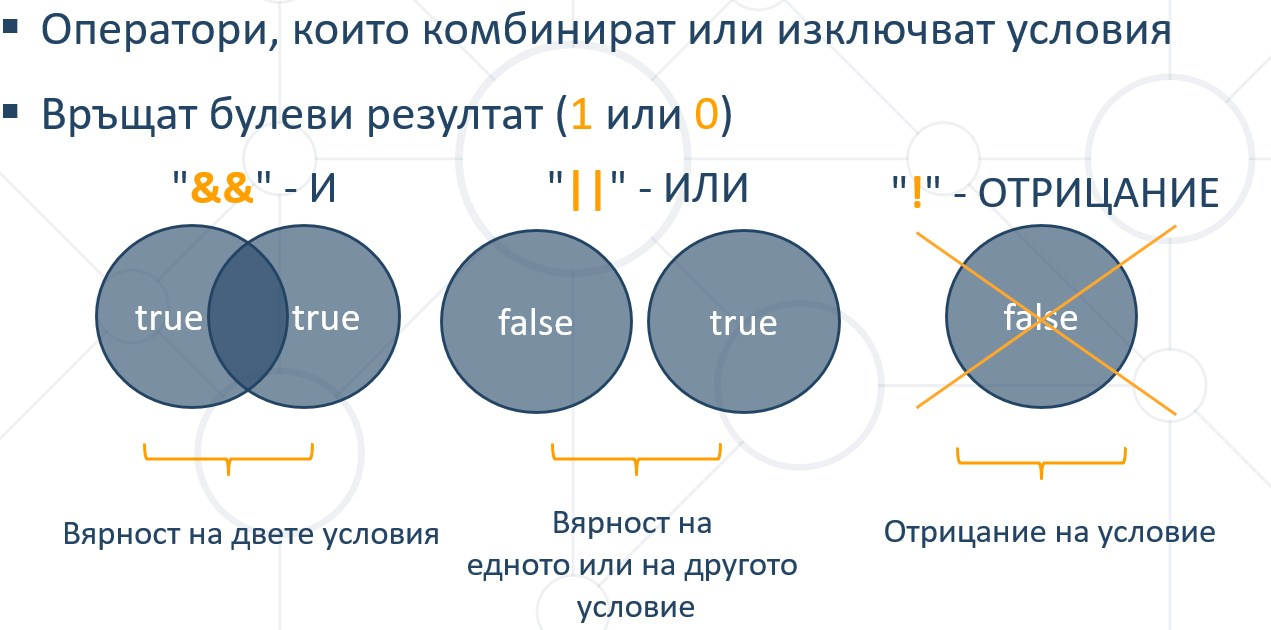 ▪ Оператори, които комбинират или изключват условия
▪ Връщат булеви резултат (1 или 0)
"&&" - И
"||" - ИЛИ
"!" - ОТРИЦАНИЕ
true
true
false
true
false
Вярност на двете условия
Вярност на
едното или на другото
условие
Отрицание на условие